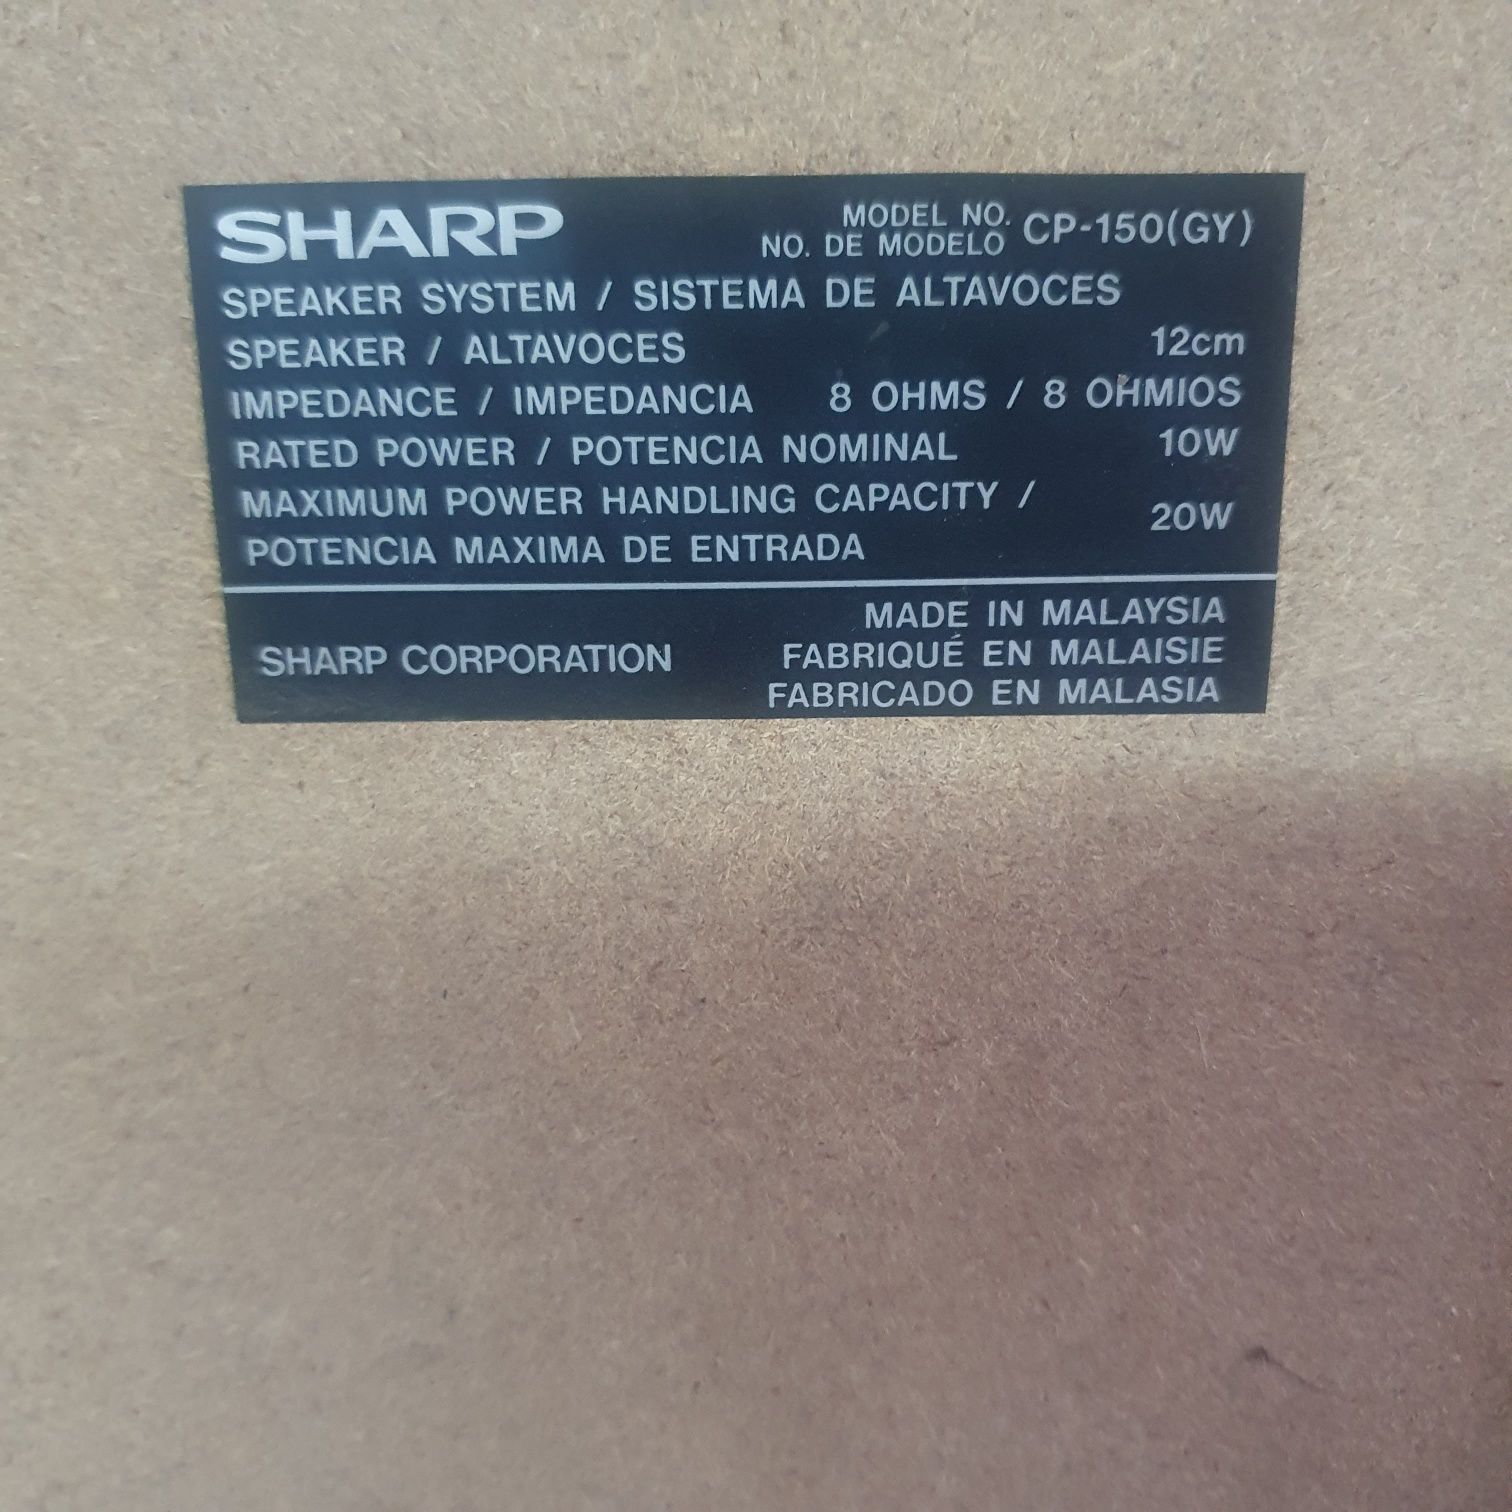 SHARP MODEL NO. CP-150(GY)
NO. DE MODELO
SPEAKER SYSTEM / SISTEMA DE ALTAVOCES
SPEAKER / ALTAVOCES 12cm
IMPEDANCE / IMPEDANCIA 8 OHMS / 8 OHMIOS
RATED POWER / POTENCIA NOMINAL 10W
MAXIMUM POWER HANDLING CAPACITY /
POTENCIA MAXIMA DE ENTRADA 20W
SHARP CORPORATION
MADE IN MALAYSIA
FABRIQUÉ EN MALAISIE
FABRICADO EN MALASIA